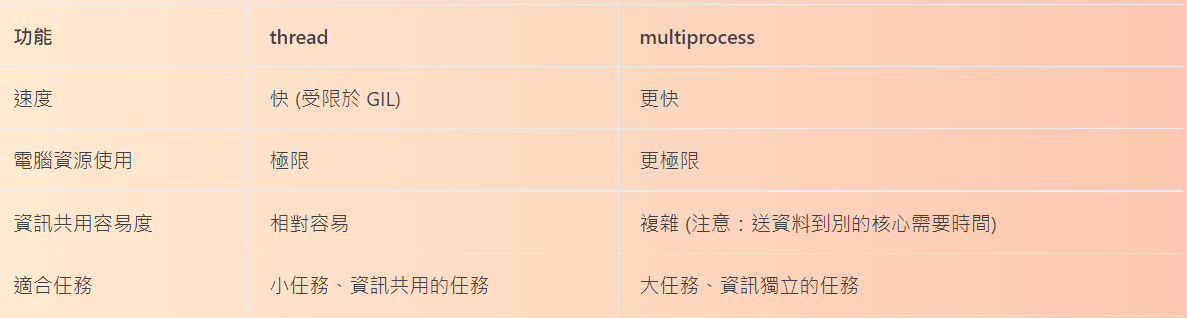 功能 thread multiprocess
速度 快 (受限於 GIL) 更快
電腦資源使用 極限 更極限
資訊共用容易度 相對容易 複雜 (注意：送資料到別的核心需要時間)
適合任務 小任務、資訊共用的任務 大任務、資訊獨立的任務